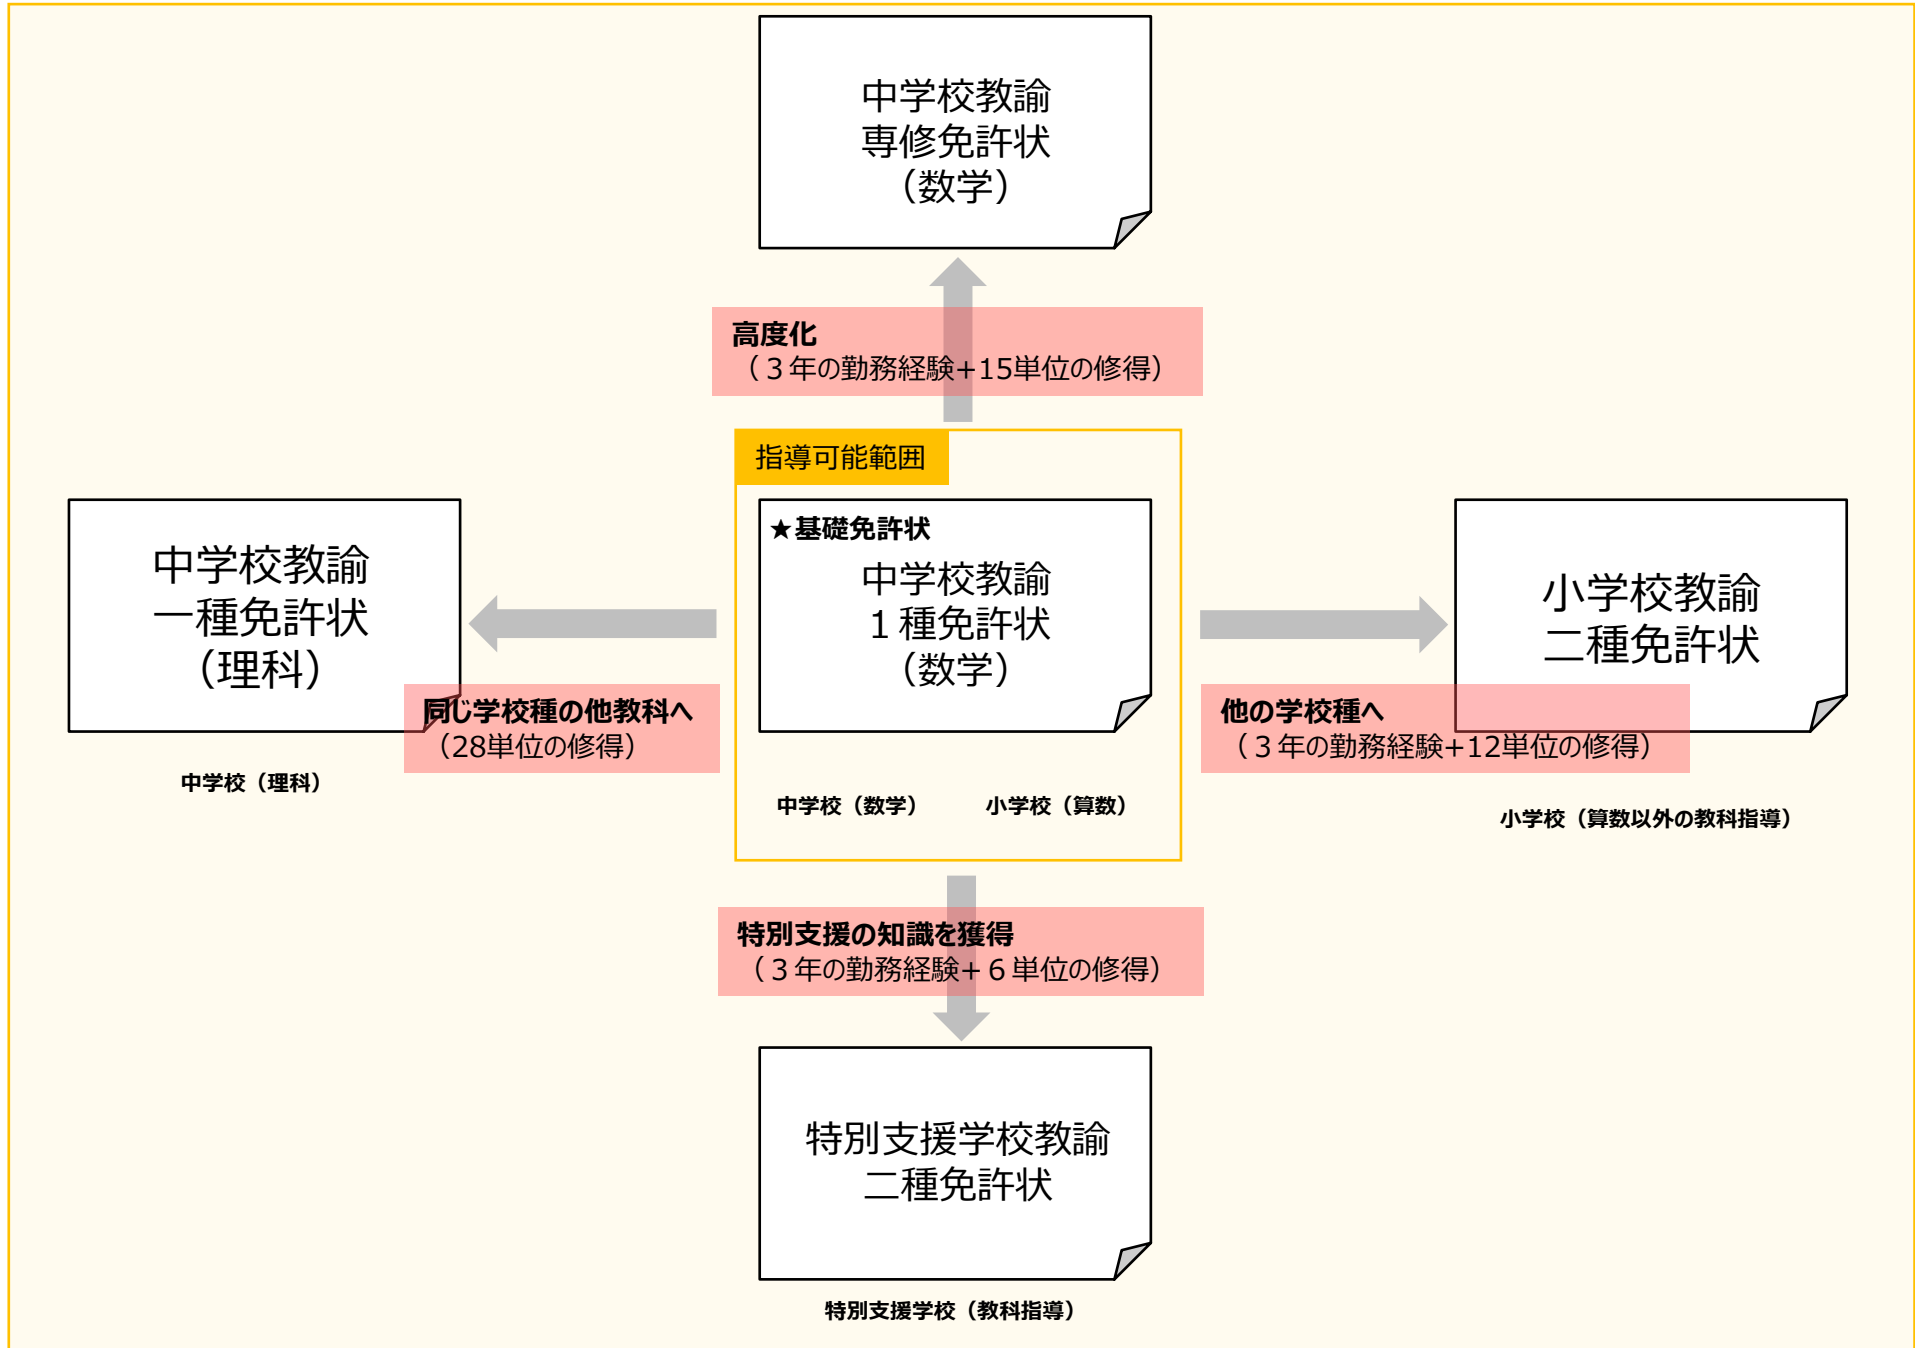 中学校教諭
専修免許状
（数学）
高度化
（３年の勤務経験+15単位の修得）
指導可能範囲
★基礎免許状
中学校教諭
１種免許状
（数学）
中学校（数学）
小学校（算数）
中学校教諭
一種免許状
（理科）
同じ学校種の他教科へ
（28単位の修得）
中学校（理科）
小学校教諭
二種免許状
他の学校種へ
（３年の勤務経験+12単位の修得）
小学校（算数以外の教科指導）
特別支援の知識を獲得
（３年の勤務経験+６単位の修得）
特別支援学校教諭
二種免許状
特別支援学校（教科指導）